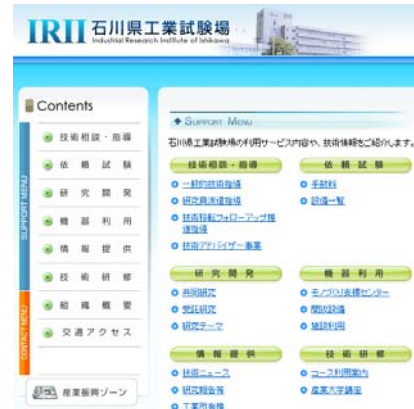 IRII 石川県工業試験場
Industrial Research Institute of Ishikawa
Contents
SUPPORT MENU
技術相談・指導
依頼試験
研究開発
機器利用
情報提供
技術研修
CONTACT MENU
組織概要
交通アクセス
産業振興ゾーン
SUPPORT MENU
石川県工業試験場の利用サービス内容や、技術情報をご紹介します。
技術相談・指導
一般的技術指導
研究員派遣指導
技術移転フォローアップ推
進指導
技術アドバイザー事業
依頼試験
手数料
設備一覧
研究開発
共同研究
受託研究
研究テーマ
機器利用
モノづくり支援センター
開放設備
施設利用
情報提供
技術ニュース
研究報告等
工業所有権
技術研修
コース利用案内
産業大学講座